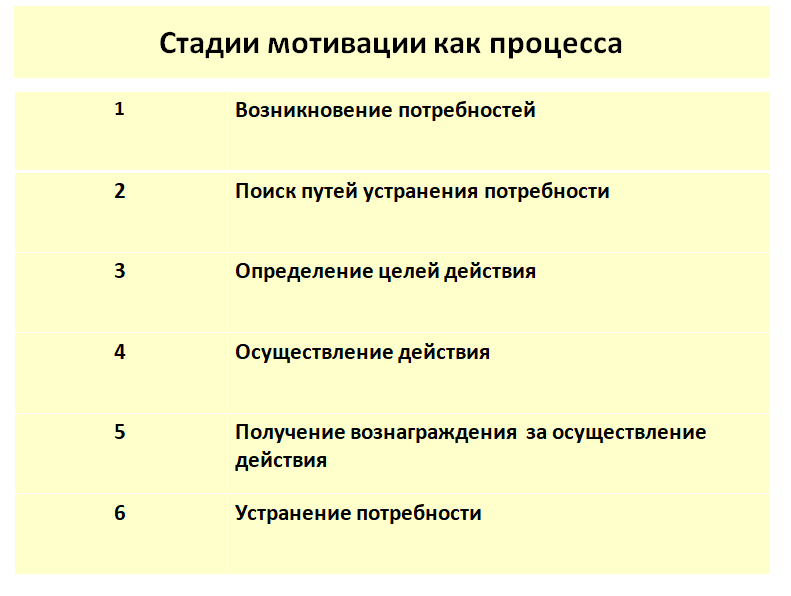 Стадии мотивации как процесса
1 Возникновение потребностей
2 Поиск путей устранения потребности
3 Определение целей действия
4 Осуществление действия
5 Получение вознаграждения за осуществление
действия
6 Устранение потребности